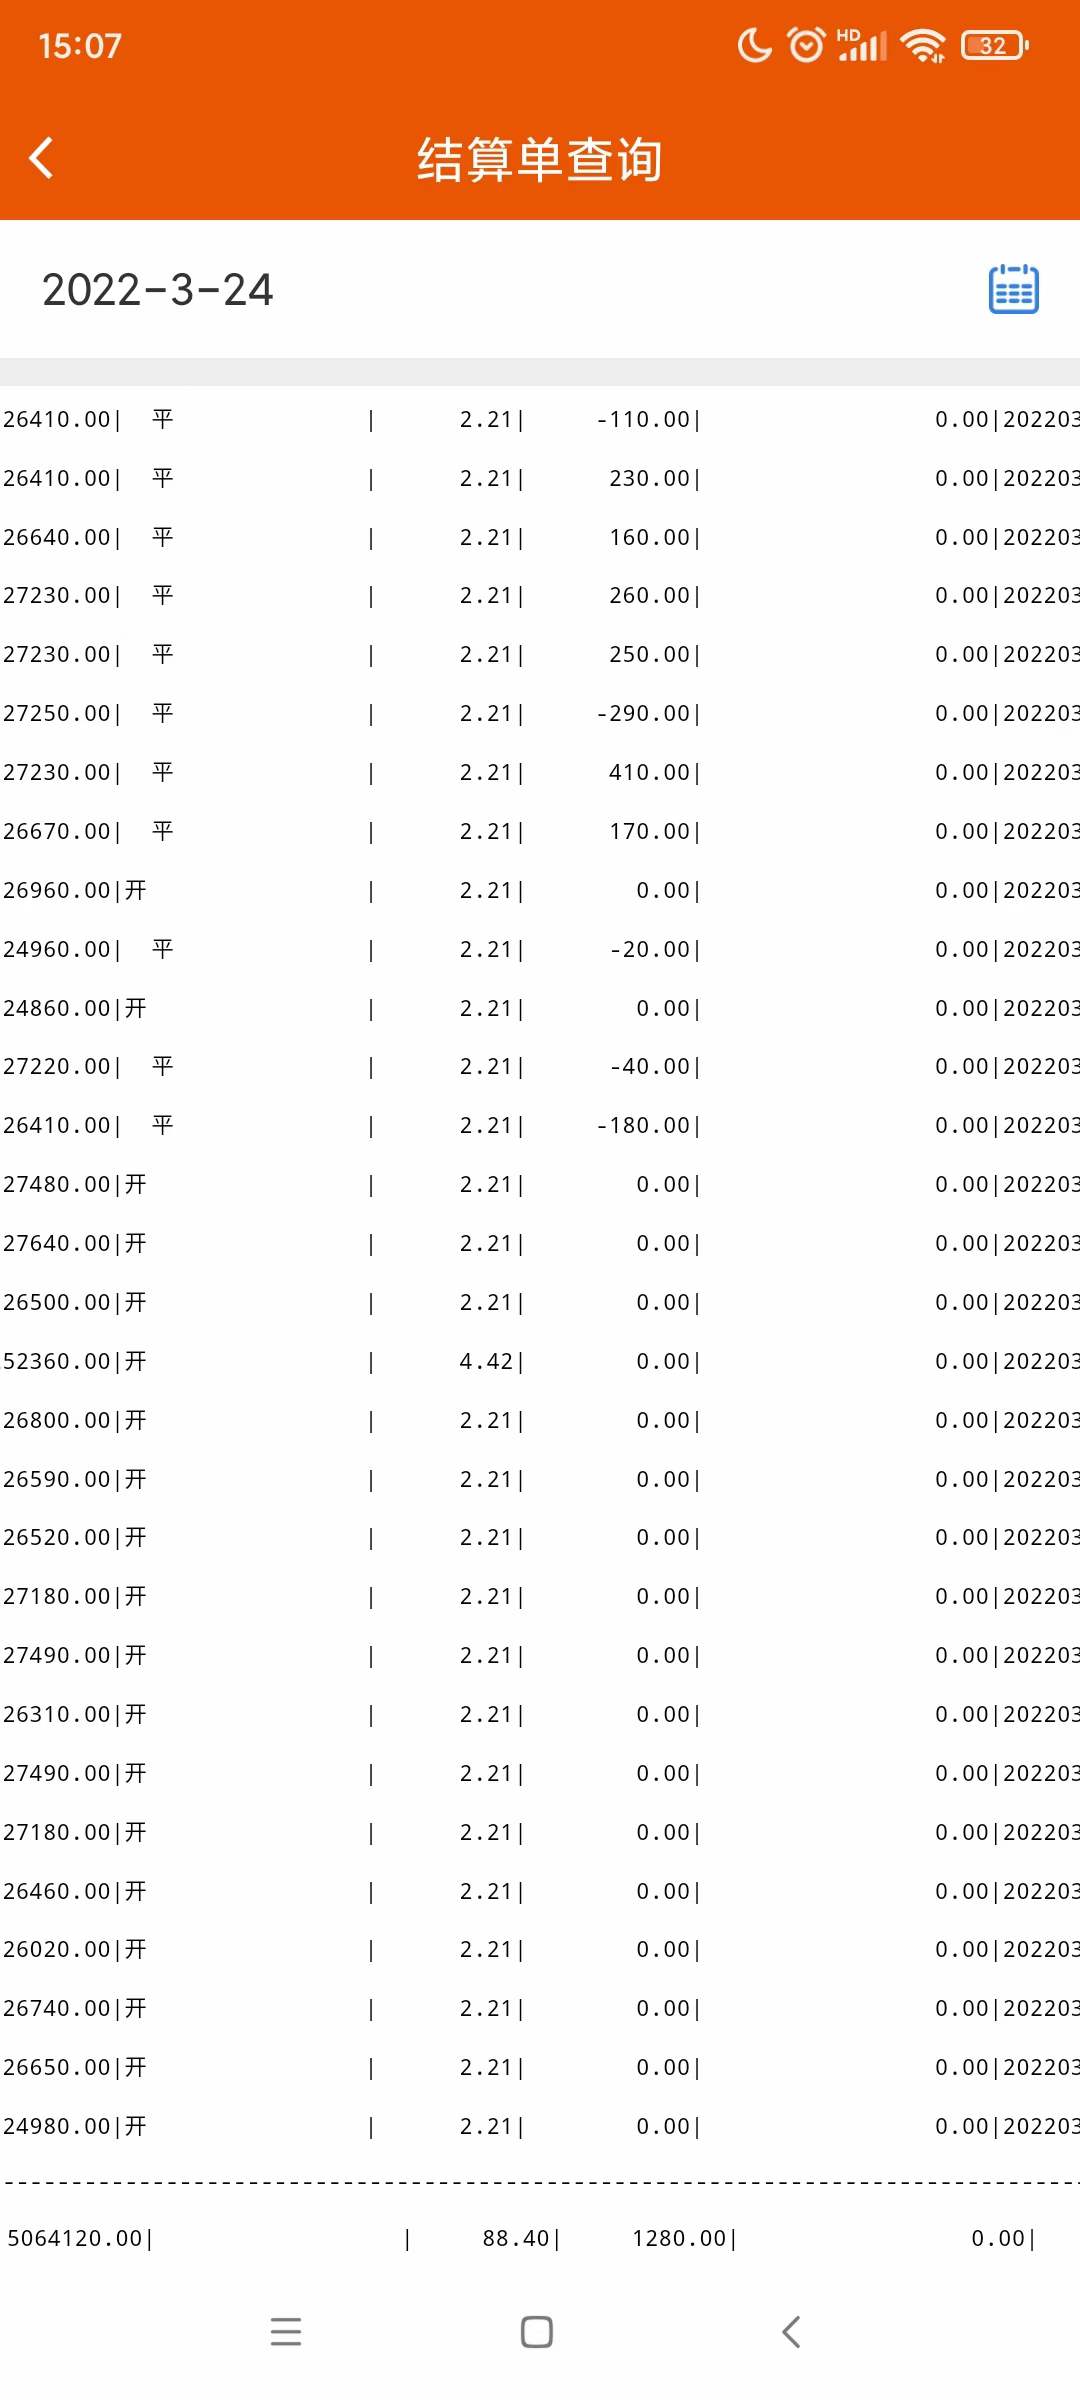 15:07
HD
32
结算单查询
2022-3-24
26410.00| 平 | 2.21| -110.00| 0.00|202203
26410.00| 平 | 2.21| 230.00| 0.00|202203
26640.00| 平 | 2.21| 160.00| 0.00|202203
27230.00| 平 | 2.21| 260.00| 0.00|202203
27230.00| 平 | 2.21| 250.00| 0.00|202203
27250.00| 平 | 2.21| -290.00| 0.00|202203
27230.00| 平 | 2.21| 410.00| 0.00|202203
26670.00| 平 | 2.21| 170.00| 0.00|202203
26960.00|开 | 2.21| 0.00| 0.00|202203
24960.00| 平 | 2.21| -20.00| 0.00|202203
24860.00|开 | 2.21| 0.00| 0.00|202203
27220.00| 平 | 2.21| -40.00| 0.00|202203
26410.00| 平 | 2.21| -180.00| 0.00|202203
27480.00|开 | 2.21| 0.00| 0.00|202203
27640.00|开 | 2.21| 0.00| 0.00|202203
26500.00|开 | 2.21| 0.00| 0.00|202203
52360.00|开 | 4.42| 0.00| 0.00|202203
26800.00|开 | 2.21| 0.00| 0.00|202203
26590.00|开 | 2.21| 0.00| 0.00|202203
26520.00|开 | 2.21| 0.00| 0.00|202203
27180.00|开 | 2.21| 0.00| 0.00|202203
27490.00|开 | 2.21| 0.00| 0.00|202203
26310.00|开 | 2.21| 0.00| 0.00|202203
27490.00|开 | 2.21| 0.00| 0.00|202203
27180.00|开 | 2.21| 0.00| 0.00|202203
26460.00|开 | 2.21| 0.00| 0.00|202203
26020.00|开 | 2.21| 0.00| 0.00|202203
26740.00|开 | 2.21| 0.00| 0.00|202203
26650.00|开 | 2.21| 0.00| 0.00|202203
24980.00|开 | 2.21| 0.00| 0.00|202203
--------------------------------------------------------------------------------
5064120.00| | 88.40| 1280.00| 0.00|